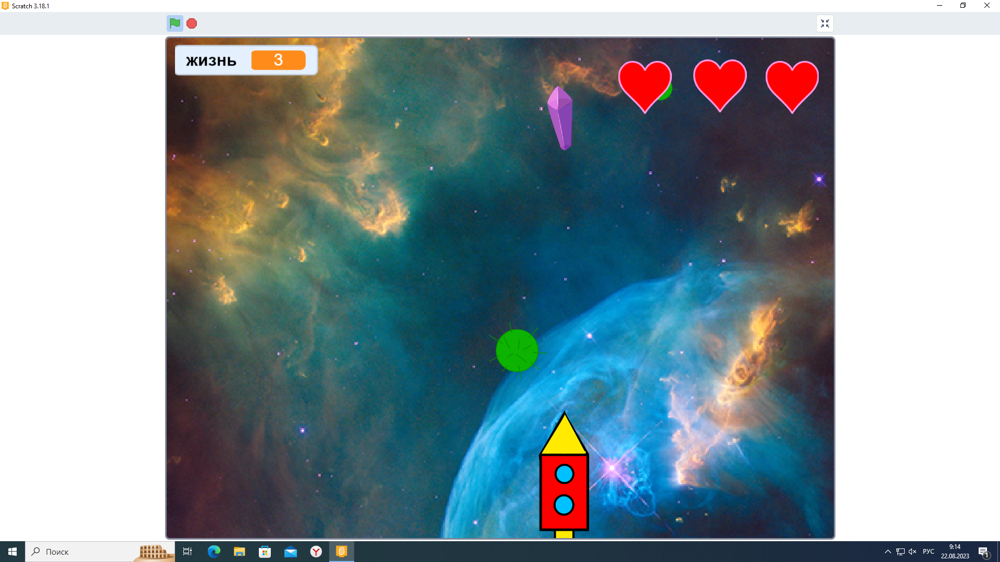 Scratch 3.18.1
жизнь 3
Поиск
РУС
9:14
22.08.2023
1